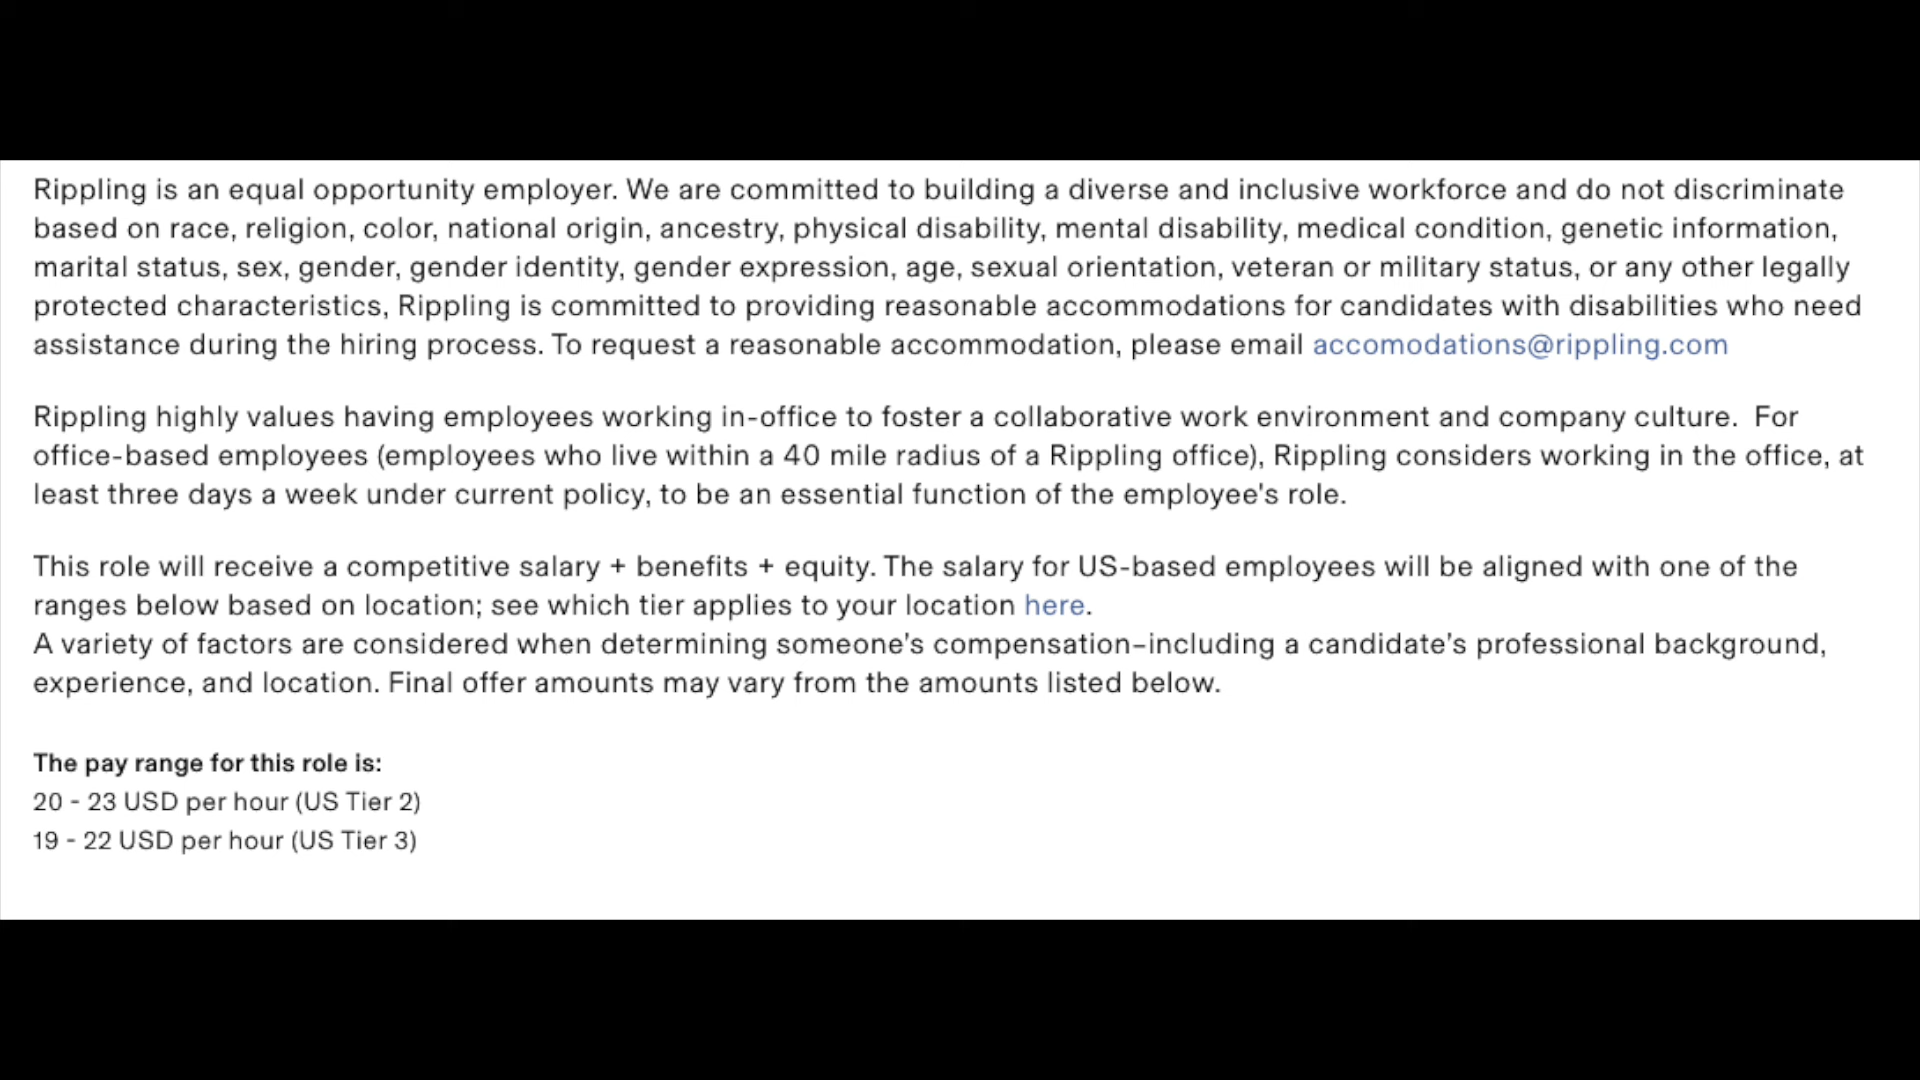 Rippling is an equal opportunity employer. We are committed to building a diverse and inclusive workforce and do not discriminate
based on race, religion, color, national origin, ancestry, physical disability, mental disability, medical condition, genetic information,
marital status, sex, gender, gender identity, gender expression, age, sexual orientation, veteran or military status, or any other legally
protected characteristics, Rippling is committed to providing reasonable accommodations for candidates with disabilities who need
assistance during the hiring process. To request a reasonable accommodation, please email accomodations@rippling.com
Rippling highly values having employees working in-office to foster a collaborative work environment and company culture.  For
office-based employees (employees who live within a 40 mile radius of a Rippling office), Rippling considers working in the office, at
least three days a week under current policy, to be an essential function of the employee's role.
This role will receive a competitive salary + benefits + equity. The salary for US-based employees will be aligned with one of the
ranges below based on location; see which tier applies to your location here.
A variety of factors are considered when determining someone's compensation–including a candidate's professional background,
experience, and location. Final offer amounts may vary from the amounts listed below.
The pay range for this role is:
20 - 23 USD per hour (US Tier 2)
19 - 22 USD per hour (US Tier 3)